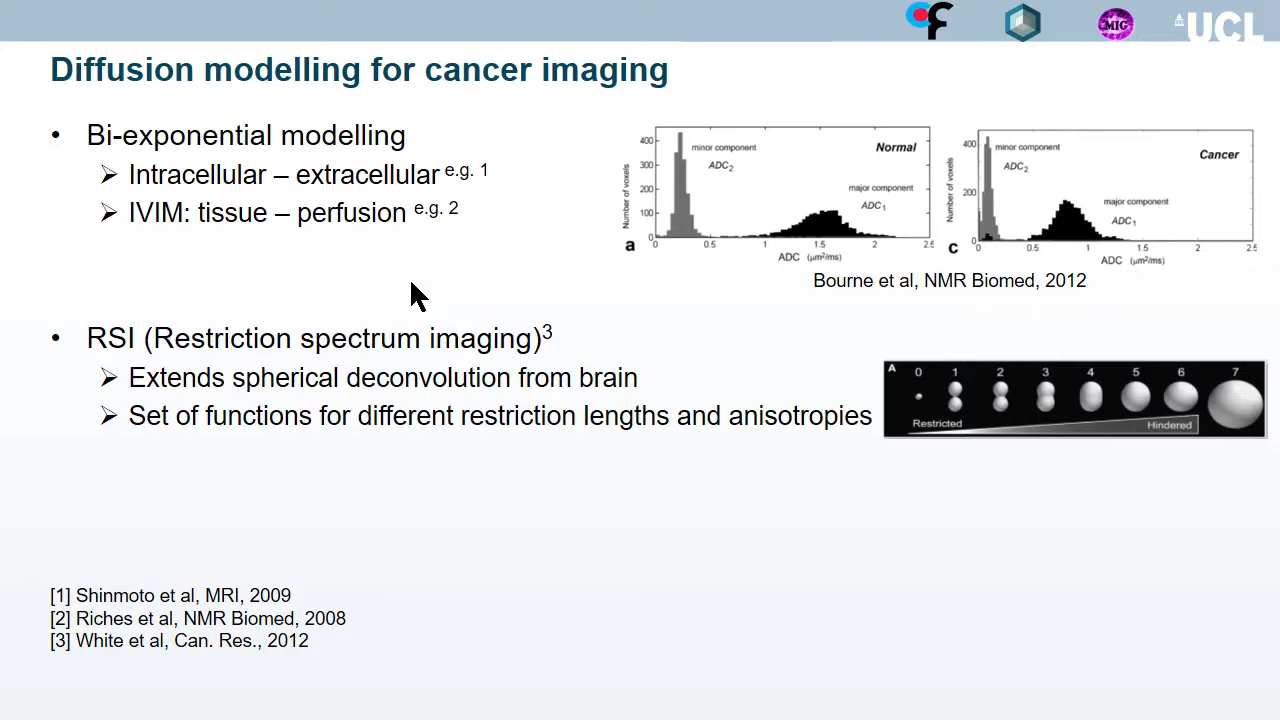 CF
MIG
UCL
Diffusion modelling for cancer imaging
• Bi-exponential modelling
➢ Intracellular – extracellular e.g. 1
➢ IVIM: tissue – perfusion e.g. 2
400
300
200
100
0
Number of voxels
minor component
ADC2
Normal
major component
ADC1
a
0 0.5 1 1.5 2 2.5
ADC (μm²/ms)
400
200
0
Number of voxels
minor component
ADC2
Cancer
major component
ADC1
c
0 0.5 1 1.5 2 2.5
ADC (μm²/ms)
Bourne et al, NMR Biomed, 2012
• RSI (Restriction spectrum imaging)3
➢ Extends spherical deconvolution from brain
➢ Set of functions for different restriction lengths and anisotropies
A 0 1 2 3 4 5 6 7
Restricted Hindered
[1] Shinmoto et al, MRI, 2009
[2] Riches et al, NMR Biomed, 2008
[3] White et al, Can. Res., 2012